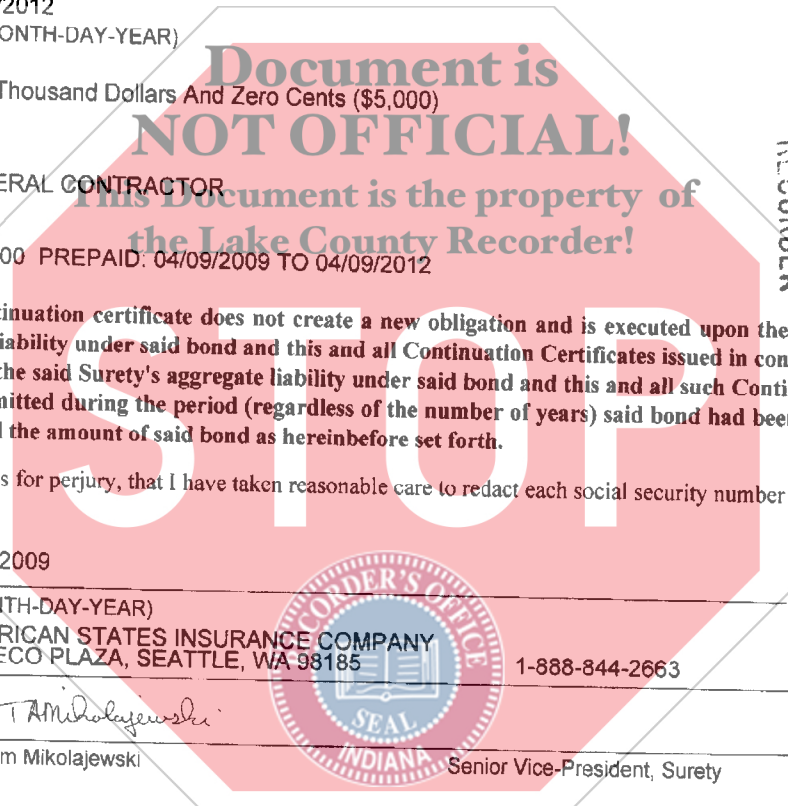 /2012
ONTH-DAY-YEAR)
Document is
Thousand Dollars And Zero Cents ($5,000)
NOT OFFICIAL!
ERAL CONTRACTOR
This Document is the property of
the Lake County Recorder!
00 PREPAID: 04/09/2009 TO 04/09/2012
RECORDER
STOP
tinuation certificate does not create a new obligation and is executed upon the
iability under said bond and this and all Continuation Certificates issued in con
the said Surety's aggregate liability under said bond and this and all such Conti
mitted during the period (regardless of the number of years) said bond had bee
d the amount of said bond as hereinbefore set forth.
s for perjury, that I have taken reasonable care to redact each social security number
2009
NTH-DAY-YEAR)
RICAN STATES INSURANCE COMPANY
ECO PLAZA, SEATTLE, WA 98185 1-888-844-2663
RECORDER'S OFFICE
SEAL
INDIANA
TAMikolajewski
m Mikolajewski Senior Vice-President, Surety